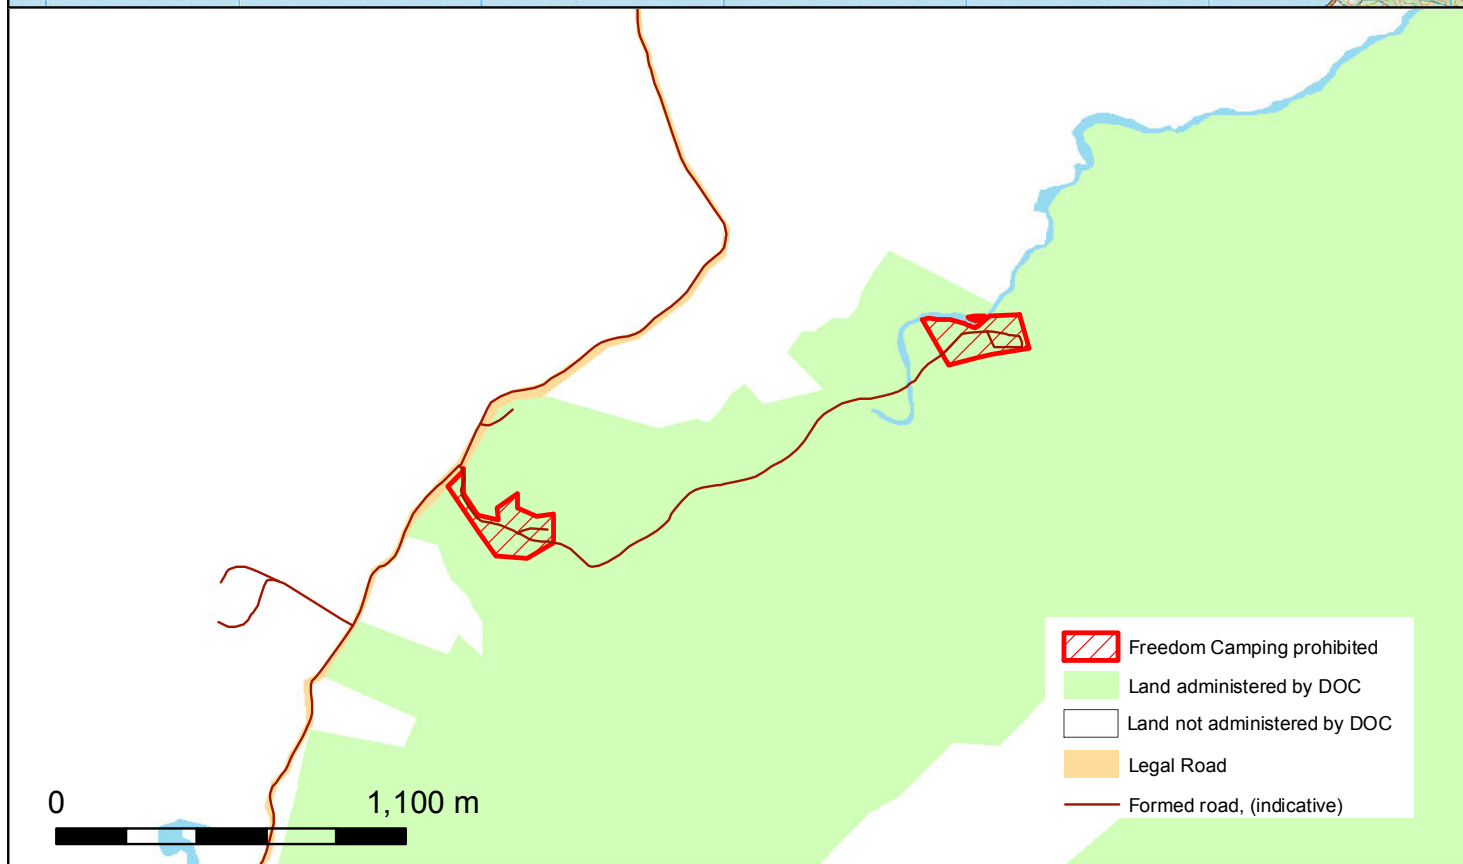 Freedom Camping prohibited
Land administered by DOC
Land not administered by DOC
Legal Road
Formed road, (indicative)
0 1,100 m